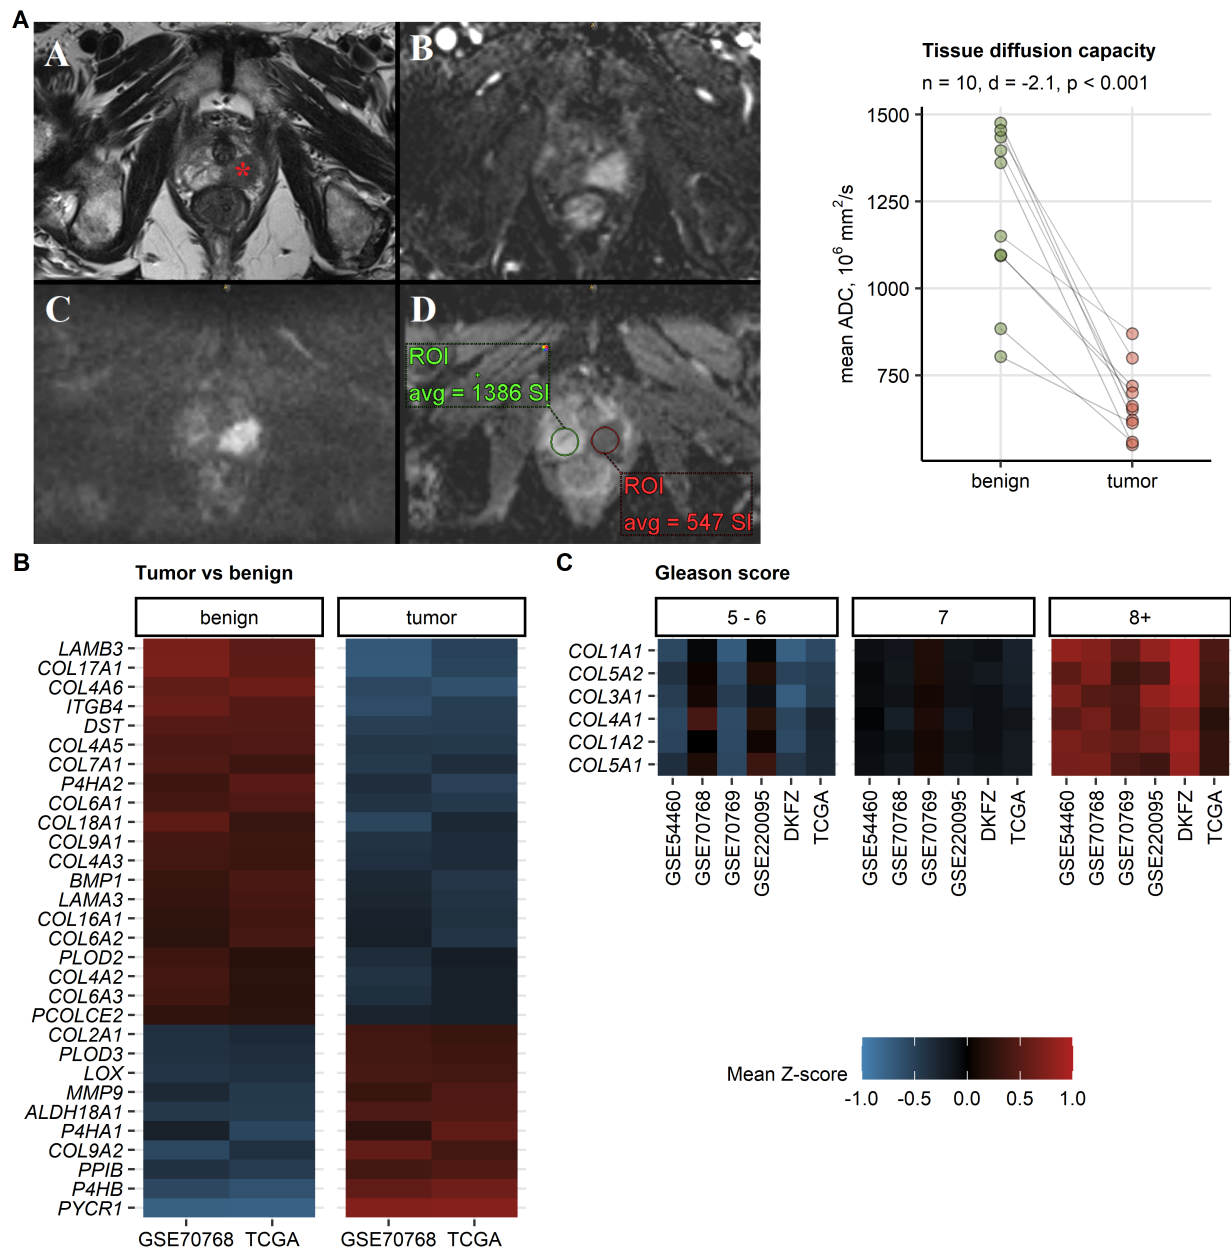 A
A
B
C
D
*
ROI
avg = 1386 SI
ROI
avg = 547 SI
Tissue diffusion capacity
n = 10, d = -2.1, p < 0.001
mean ADC, 10⁶ mm²/s
1500
1250
1000
750
benign
tumor
B
Tumor vs benign
benign
tumor
LAMB3
COL17A1
COL4A6
ITGB4
DST
COL4A5
COL7A1
P4HA2
COL6A1
COL18A1
COL9A1
COL4A3
BMP1
LAMA3
COL16A1
COL6A2
PLOD2
COL4A2
COL6A3
PCOLCE2
COL2A1
PLOD3
LOX
MMP9
ALDH18A1
P4HA1
COL9A2
PPIB
P4HB
PYCR1
GSE70768
TCGA
GSE70768
TCGA
C
Gleason score
5 - 6
7
8+
COL1A1
COL5A2
COL3A1
COL4A1
COL1A2
COL5A1
GSE54460
GSE70768
GSE70769
GSE220095
DKFZ
TCGA
GSE54460
GSE70768
GSE70769
GSE220095
DKFZ
TCGA
GSE54460
GSE70768
GSE70769
GSE220095
DKFZ
TCGA
Mean Z-score
-1.0
-0.5
0.0
0.5
1.0